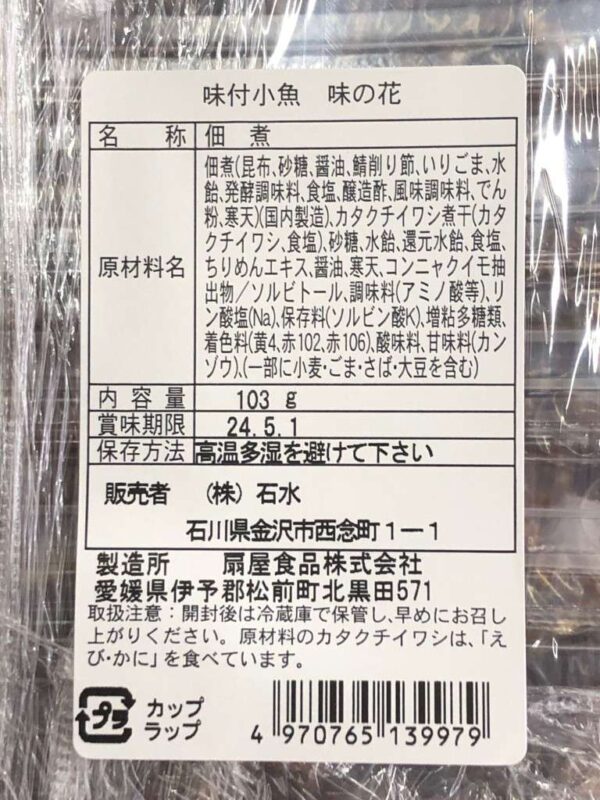 味付小魚　味の花
名　称 佃　煮
原材料名
佃煮(昆布､砂糖､醤油､鯖削り節､いりごま､水
飴､発酵調味料､食塩､醸造酢､風味調味料､でん
粉､寒天)(国内製造)､カタクチイワシ煮干(カタ
クチイワシ､食塩)､砂糖､水飴､還元水飴､食塩､
ちりめんエキス､醤油､寒天､コンニャクイモ抽
出物／ソルビトール､調味料(アミノ酸等)､リ
ン酸塩(Na)､保存料(ソルビン酸K)､増粘多糖類､
着色料(黄4､赤102､赤106)､酸味料､甘味料(カン
ゾウ)､(一部に小麦･ごま･さば･大豆を含む)
内 容 量 103 g
賞味期限 24.5.1
保存方法 高温多湿を避けて下さい
販売者　(株) 石水
石川県金沢市西念町１－１
製造所　扇屋食品株式会社
愛媛県伊予郡松前町北黒田571
取扱注意：開封後は冷蔵庫で保管し､早めにお召し
上がりください。原材料のカタクチイワシは､｢え
び･かに｣を食べています。
プラ カップ
ラップ
4 970765 139979